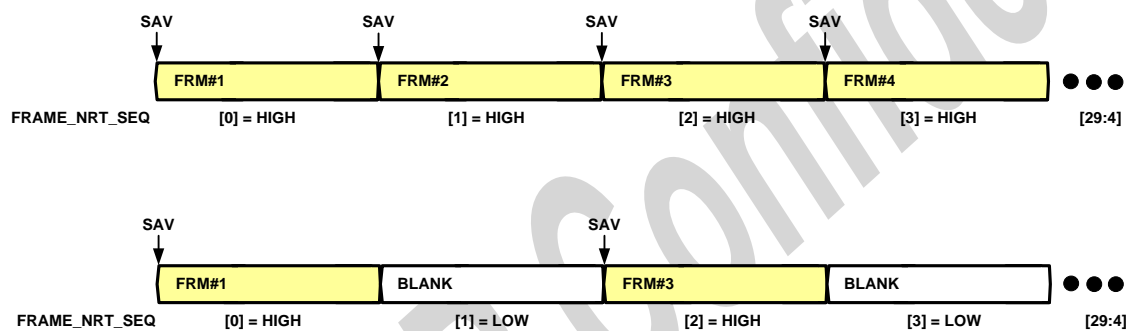 SAV SAV SAV SAV
FRM#1 FRM#2 FRM#3 FRM#4
FRAME_NRT_SEQ [0] = HIGH [1] = HIGH [2] = HIGH [3] = HIGH [29:4]
SAV SAV
FRM#1 BLANK FRM#3 BLANK
FRAME_NRT_SEQ [0] = HIGH [1] = LOW [2] = HIGH [3] = LOW [29:4]